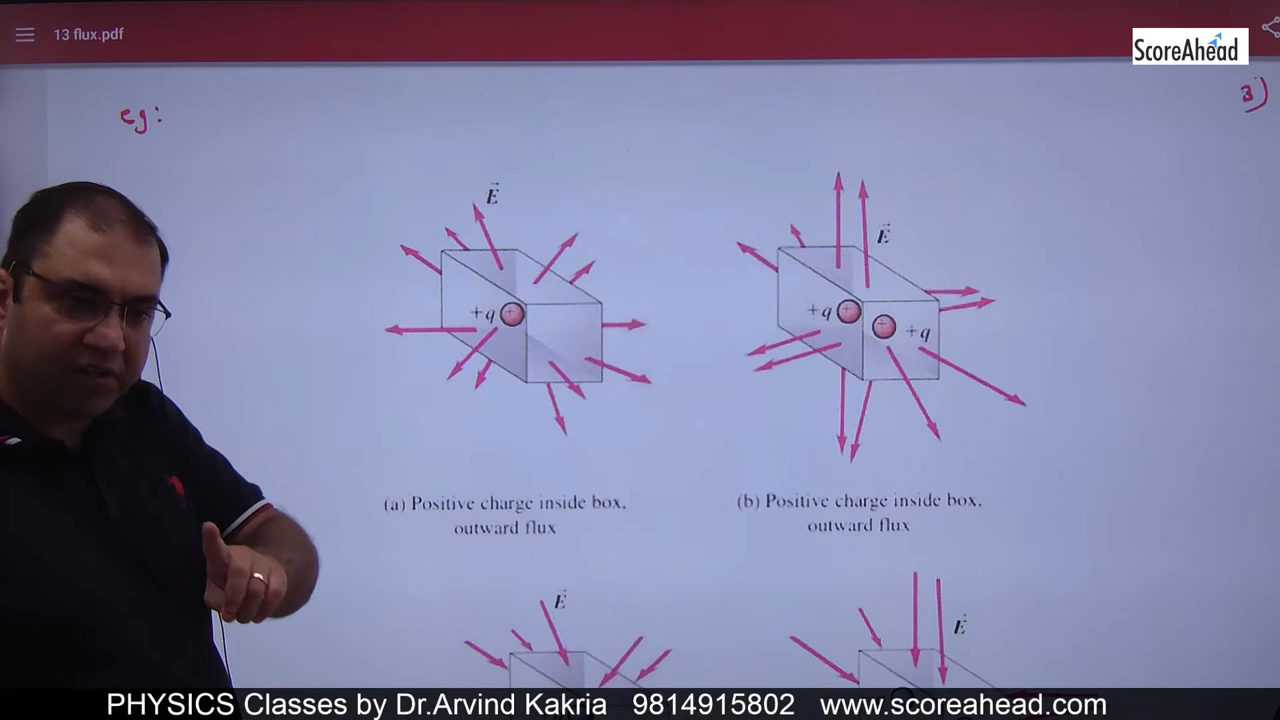 13 flux.pdf
ScoreAhead
eg:
3)
E
E
+q
+q
+q
(a) Positive charge inside box,
outward flux
(b) Positive charge inside box,
outward flux
E
E
PHYSICS Classes by Dr.Arvind Kakria 9814915802 www.scoreahead.com